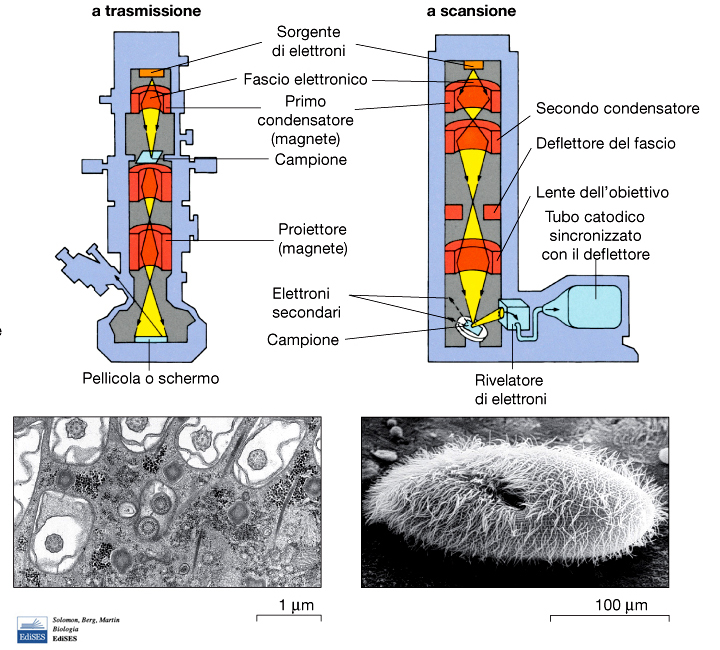 a trasmissione
a scansione
Sorgente
di elettroni
Fascio elettronico
Primo
condensatore
(magnete)
Campione
Proiettore
(magnete)
Secondo condensatore
Deflettore del fascio
Lente dell'obiettivo
Tubo catodico
sincronizzato
con il deflettore
Elettroni
secondari
Campione
e
Pellicola o schermo
Rivelatore
di elettroni
1 µm
100 µm
Solomon, Berg, Martin
Biologia
EdiSES
EdiSES